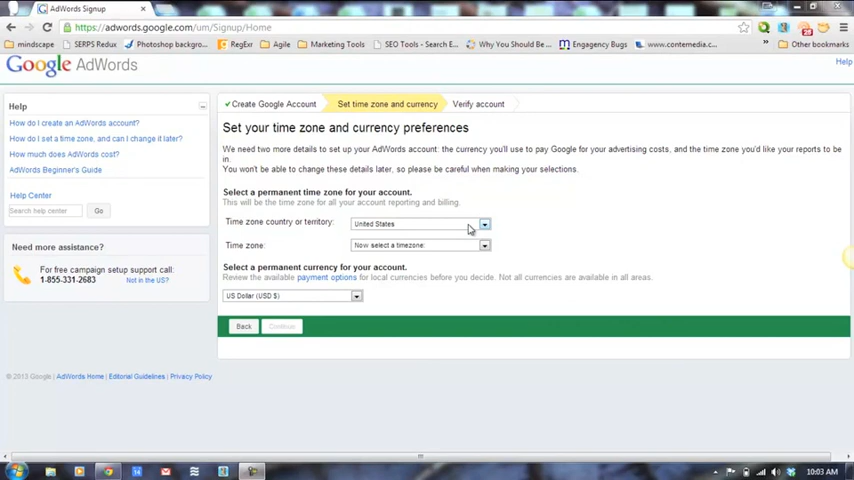 AdWords Signup
https://adwords.google.com/um/Signup/Home
mindscape
SERPS Redux
Photoshop backgro...
RegExr
Agile
Marketing Tools
SEO Tools - Search E...
Why You Should Be ...
Engagency Bugs
www.contemedia.c...
Other bookmarks
Google AdWords
Help
Help
How do I create an AdWords account?
How do I set a time zone, and can I change it later?
How much does AdWords cost?
AdWords Beginner's Guide
Help Center
Search help center
Go
Need more assistance?
For free campaign setup support call:
1-855-331-2683 Not in the US?
✔Create Google Account
Set time zone and currency
Verify account
Set your time zone and currency preferences
We need two more details to set up your AdWords account: the currency you'll use to pay Google for your advertising costs, and the time zone you'd like your reports to be
in.
You won't be able to change these details later, so please be careful when making your selections.
Select a permanent time zone for your account.
This will be the time zone for all your account reporting and billing.
Time zone country or territory: United States
Time zone: Now select a timezone:
Select a permanent currency for your account.
Review the available payment options for local currencies before you decide. Not all currencies are available in all areas.
US Dollar (USD $)
Back Continue
© 2013 Google | AdWords Home | Editorial Guidelines | Privacy Policy
10:03 AM